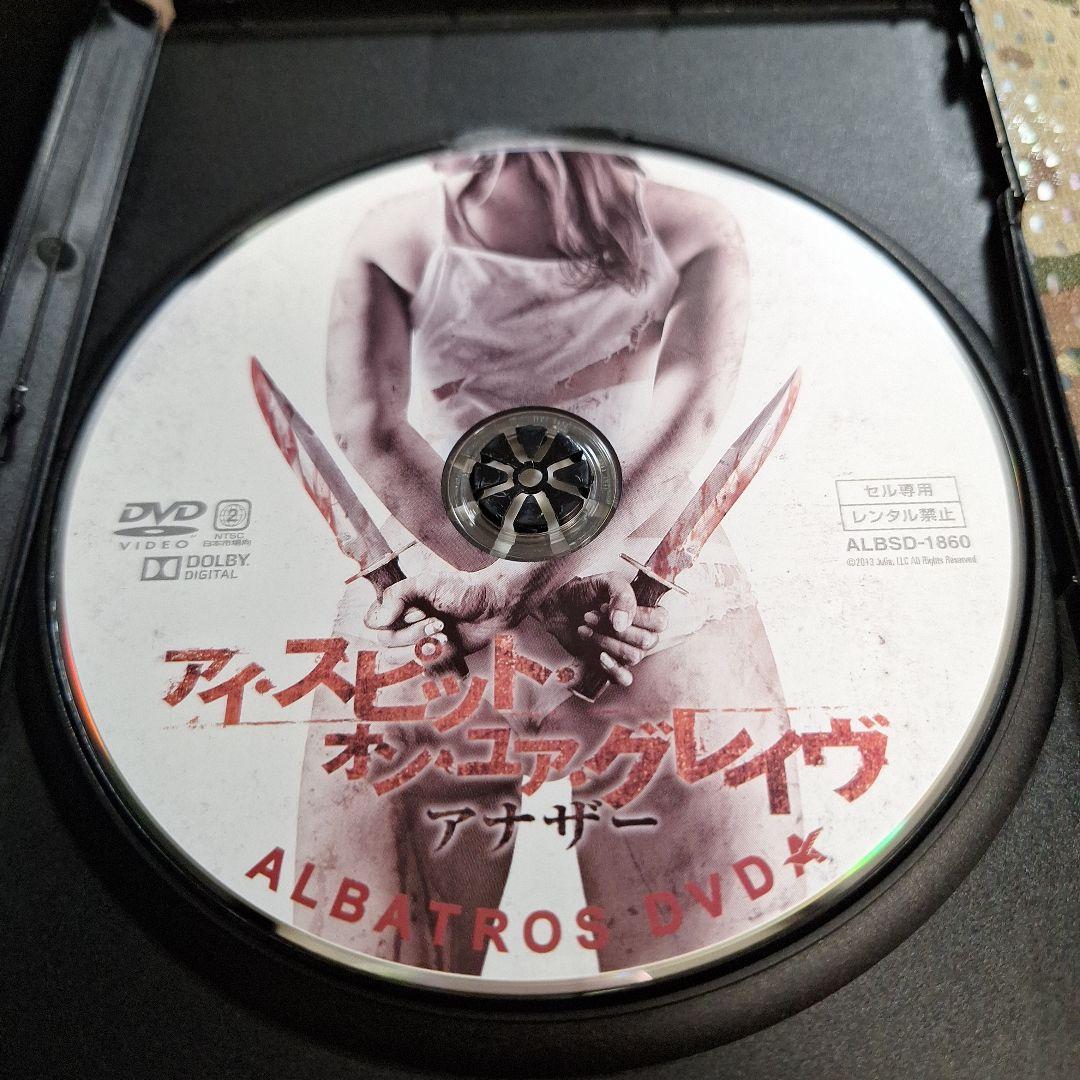 DVD
VIDEO
2
NTSC
日本市場向
DOLBY
DIGITAL
セル専用
レンタル禁止
ALBSD-1860
©2013 Julia, LLC All Rights Reserved
アイ・スピット・
オン・ユア・グレイヴ
アナザー
ALBATROS DVD